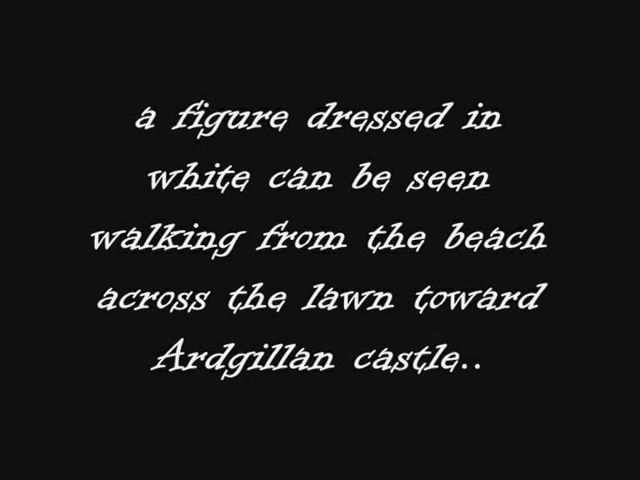 a figure dressed in
white can be seen
walking from the beach
across the lawn toward
Ardgillan castle..